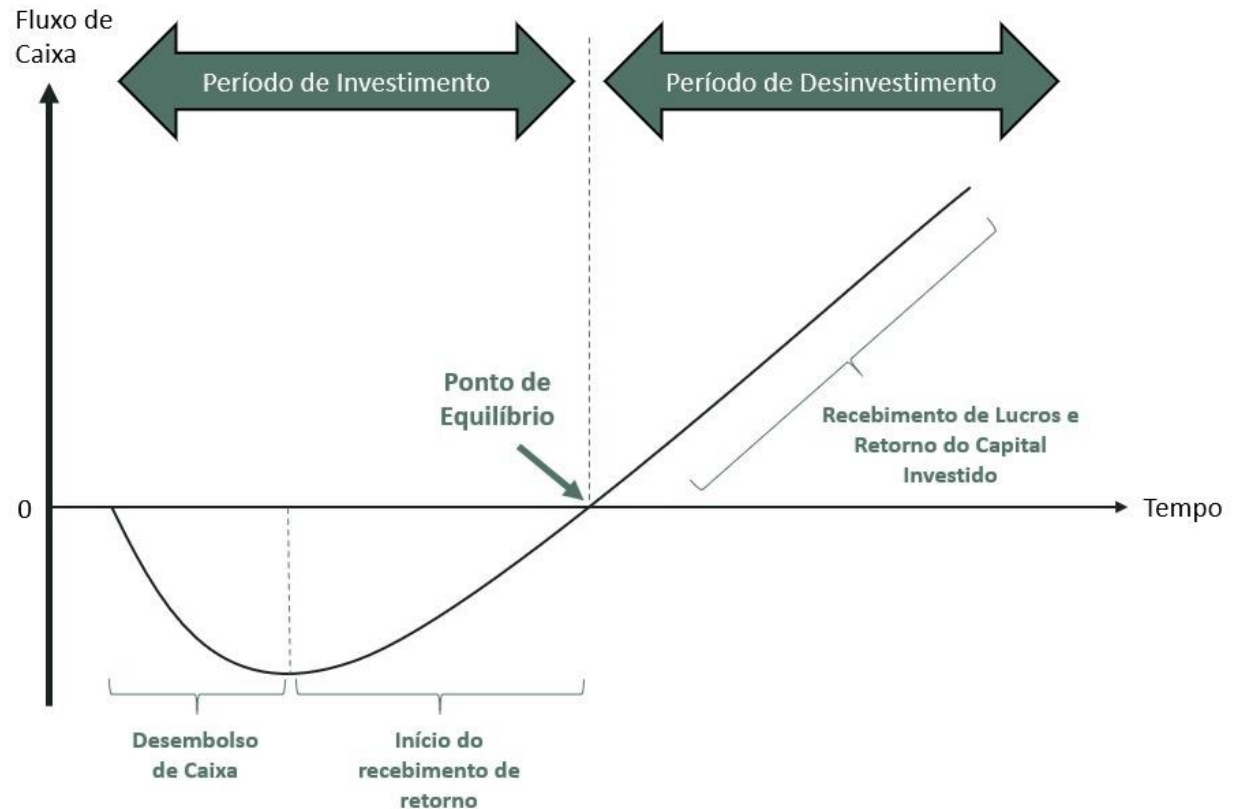 Fluxo de
Caixa
Período de Investimento
Período de Desinvestimento
Ponto de
Equilíbrio
Recebimento de Lucros e
Retorno do Capital
Investido
0
Tempo
Desembolso
de Caixa
Início do
recebimento de
retorno